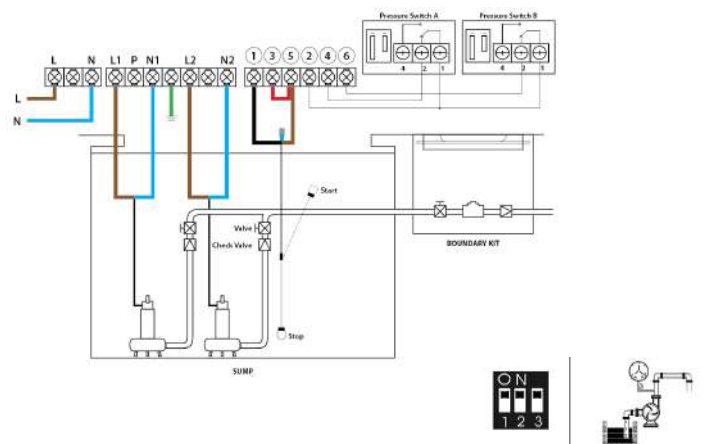 Pressure Switch A
Pressure Switch B
4 2 1
4 2 1
L N L1 P N1 L2 N2 1 3 5 2 4 6
L
N
Start
Valve
Check Valve
Stop
BOUNDARY KIT
SUMP
ON
1 2 3